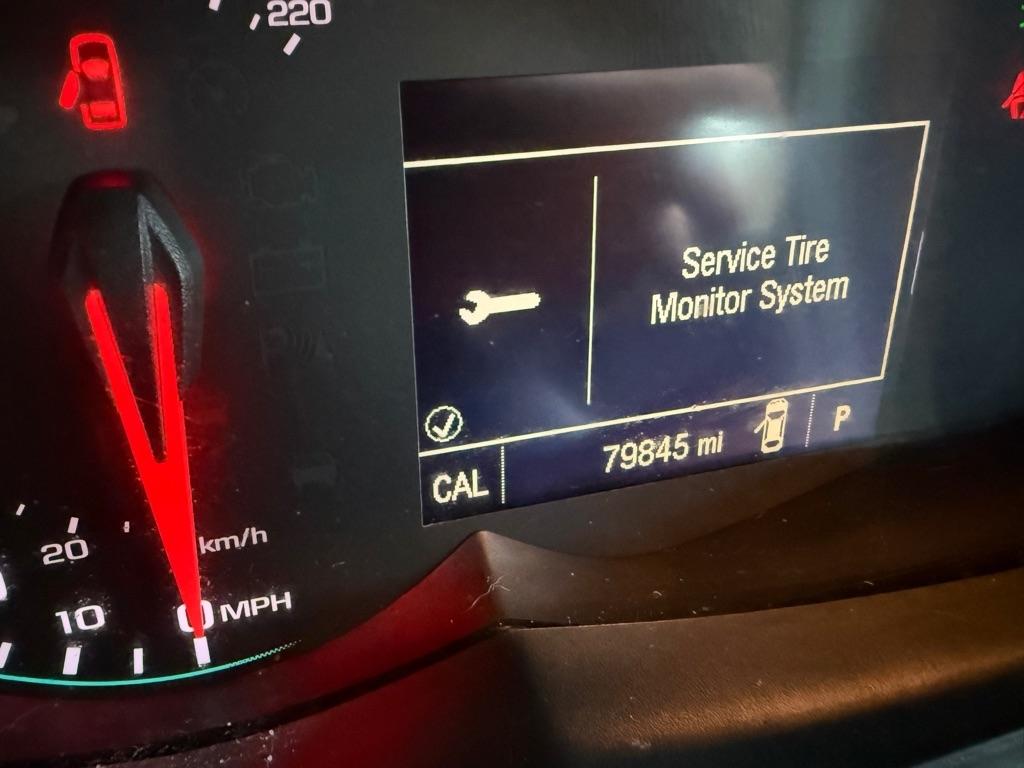 220
Service Tire
Monitor System
CAL
79845 mi
P
20
km/h
10
0 MPH